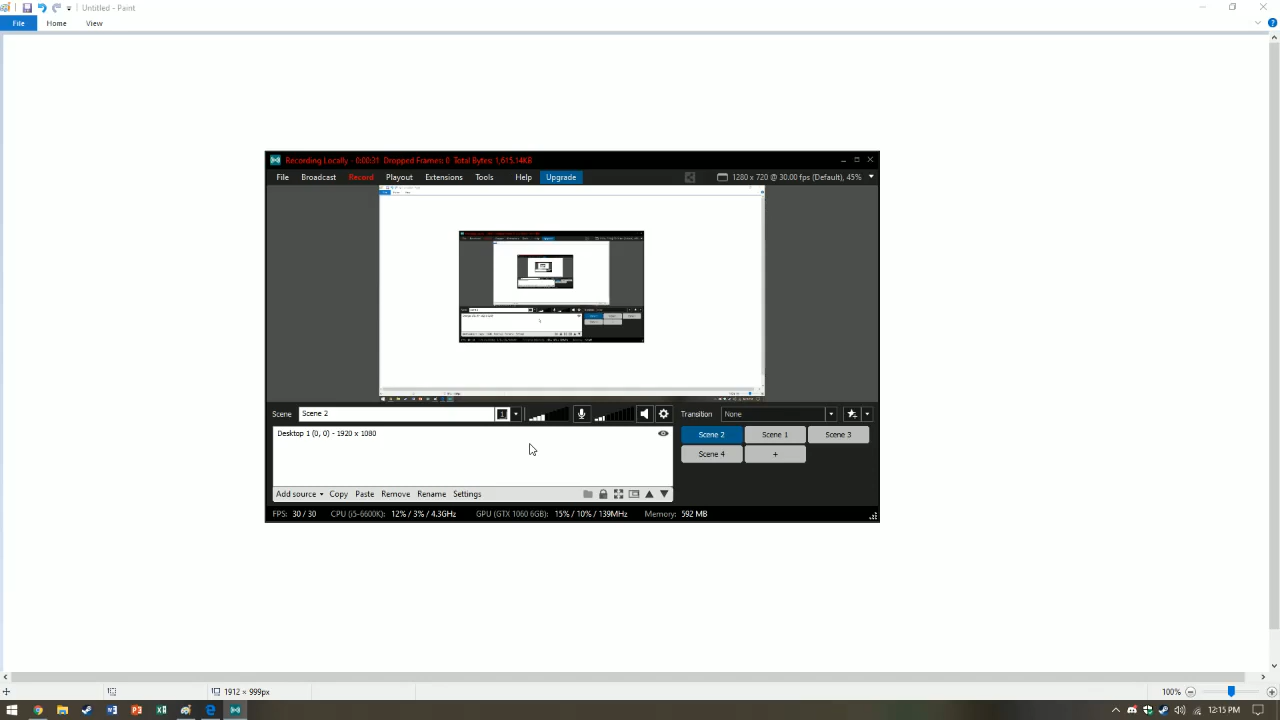 Untitled - Paint
File Home View
Recording Locally - 0:00:31 Dropped Frames: 0 Total Bytes: 1,615.14KB
File Broadcast Record Playout Extensions Tools Help Upgrade 1280 x 720 @ 30.00 fps (Default), 45%
Scene Scene 2 1 Transition None
Desktop 1 (0, 0) - 1920 x 1080
Scene 2 Scene 1 Scene 3
Scene 4 +
Add source Copy Paste Remove Rename Settings
FPS: 30 / 30 CPU (i5-6600K): 12% / 3% / 4.3GHz GPU (GTX 1060 6GB): 15% / 10% / 139MHz Memory: 592 MB
1912 × 999px 100%
12:15 PM